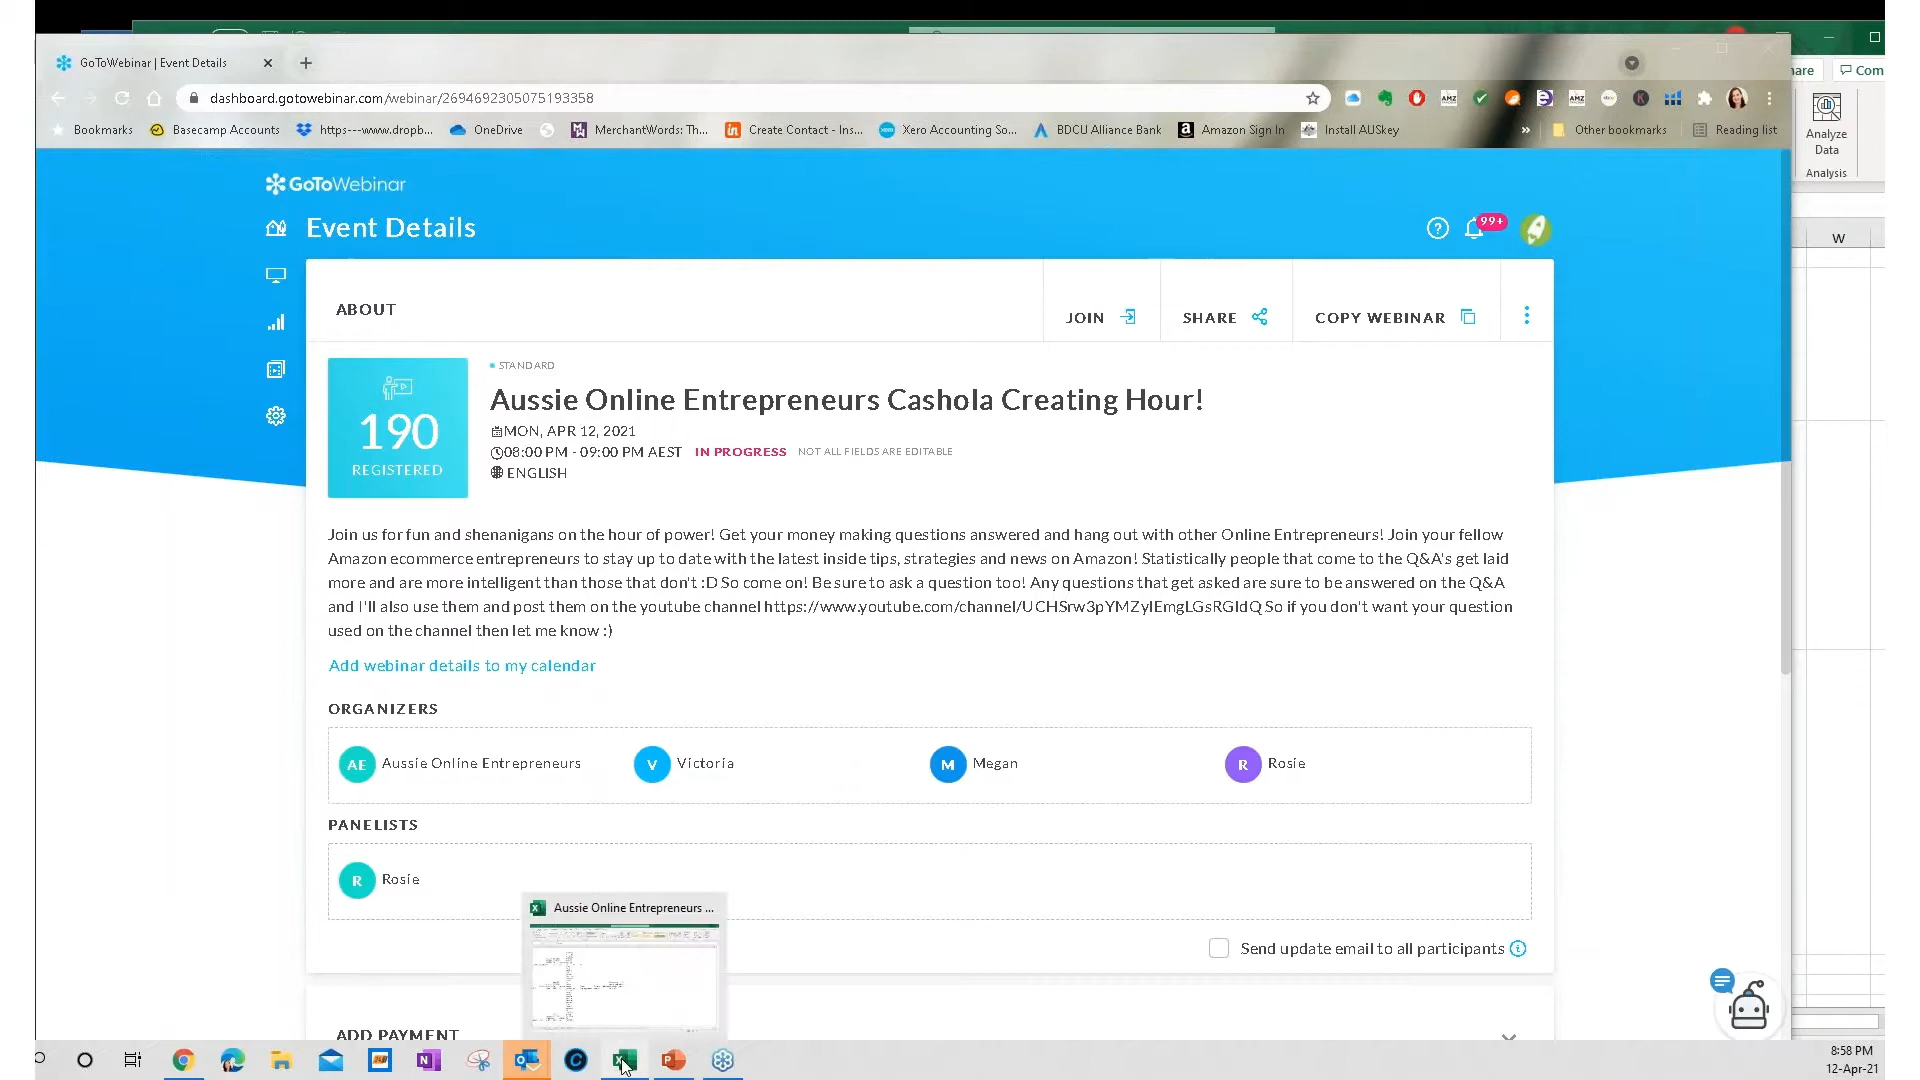 GoToWebinar | Event Details
are
Com
dashboard.gotowebinar.com/webinar/2694692305075193358
Bookmarks Basecamp Accounts https---www.dropb... OneDrive MerchantWords: Th... Create Contact - Ins... Xero Accounting So... BDCU Alliance Bank Amazon Sign In Install AUSkey » Other bookmarks Reading list
Analyze
Data
Analysis
W
GoToWebinar
Event Details
99+
ABOUT
JOIN
SHARE
COPY WEBINAR
190
REGISTERED
STANDARD
Aussie Online Entrepreneurs Cashola Creating Hour!
MON, APR 12, 2021
08:00 PM - 09:00 PM AEST IN PROGRESS NOT ALL FIELDS ARE EDITABLE
ENGLISH
Join us for fun and shenanigans on the hour of power! Get your money making questions answered and hang out with other Online Entrepreneurs! Join your fellow
Amazon ecommerce entrepreneurs to stay up to date with the latest inside tips, strategies and news on Amazon! Statistically people that come to the Q&A's get laid
more and are more intelligent than those that don't :D So come on! Be sure to ask a question too! Any questions that get asked are sure to be answered on the Q&A
and I'll also use them and post them on the youtube channel https://www.youtube.com/channel/UCHSrw3pYMZylEmgLGsRGldQ So if you don't want your question
used on the channel then let me know :)
Add webinar details to my calendar
ORGANIZERS
AE Aussie Online Entrepreneurs
V Victoria
M Megan
R Rosie
PANELISTS
R Rosie
Aussie Online Entrepreneurs ...
Send update email to all participants
ADD PAYMENT
8:58 PM
12-Apr-21